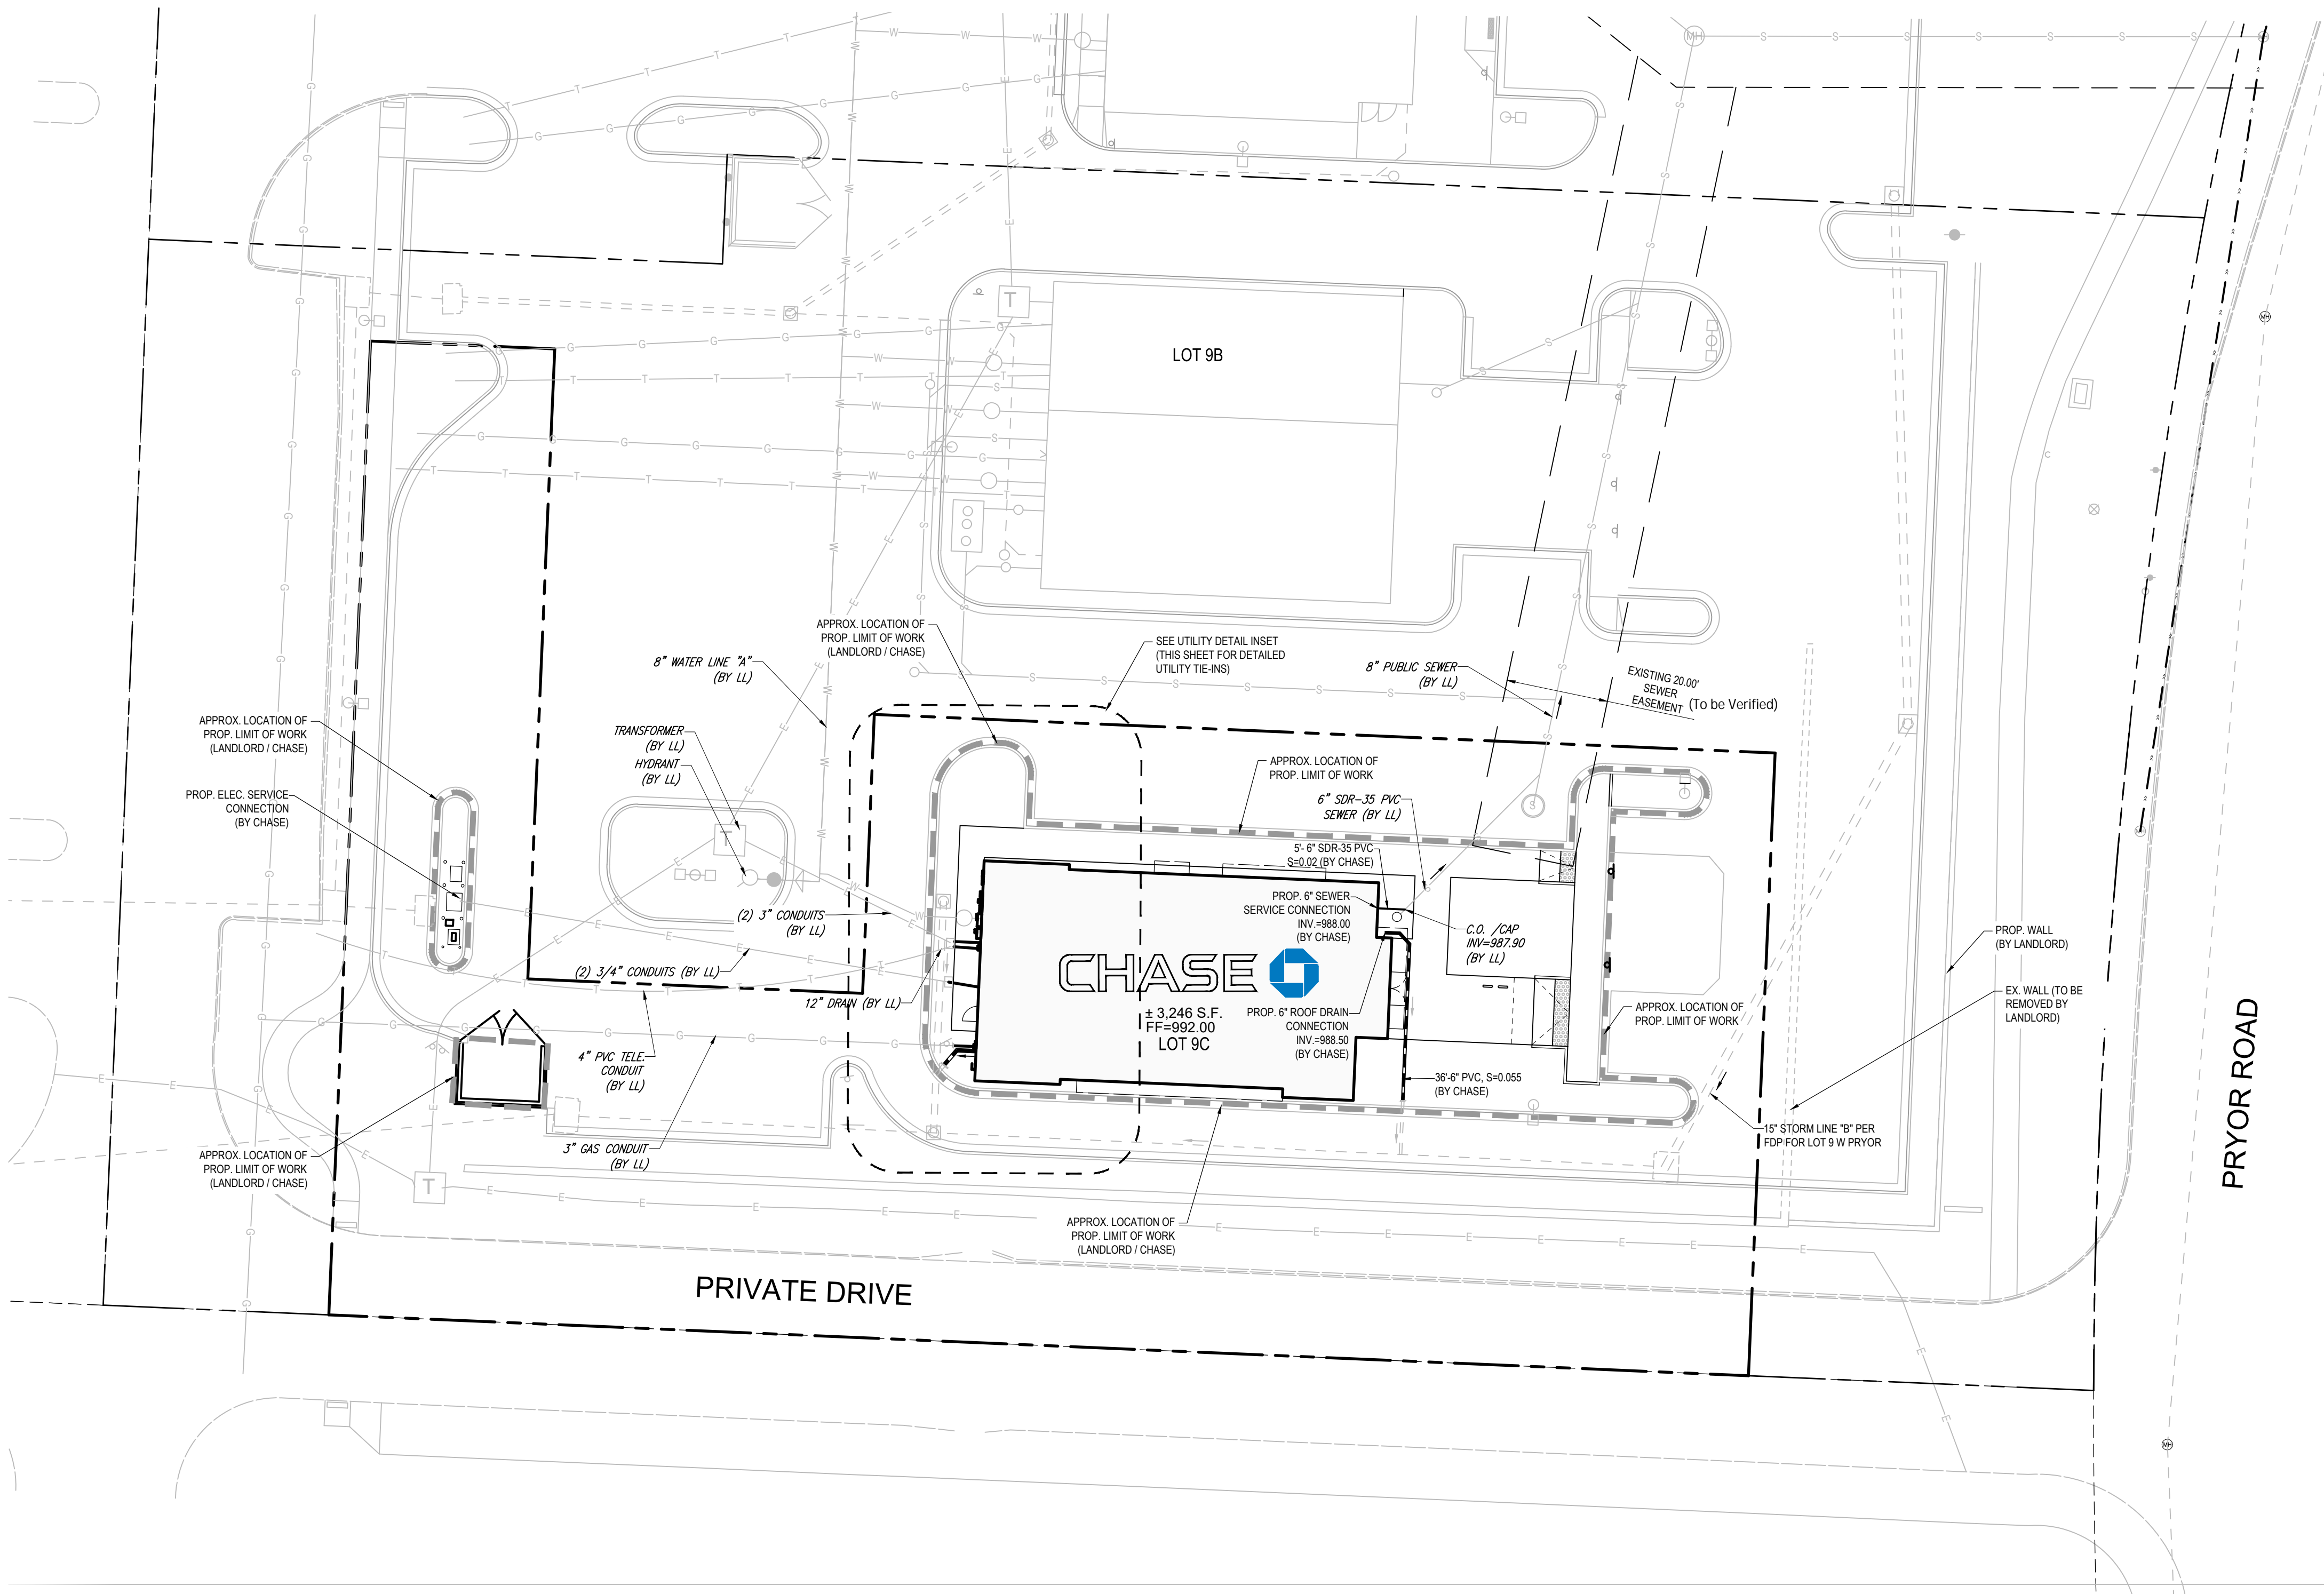 LOT 9B
APPROX. LOCATION OF
PROP. LIMIT OF WORK
(LANDLORD / CHASE)
SEE UTILITY DETAIL INSET
(THIS SHEET FOR DETAILED
UTILITY TIE-INS)
8" WATER LINE "A"
(BY LL)
8" PUBLIC SEWER
(BY LL)
EXISTING 20.00'
SEWER
EASEMENT (To be Verified)
APPROX. LOCATION OF
PROP. LIMIT OF WORK
(LANDLORD / CHASE)
TRANSFORMER
(BY LL)
HYDRANT
(BY LL)
APPROX. LOCATION OF
PROP. LIMIT OF WORK
PROP. ELEC. SERVICE
CONNECTION
(BY CHASE)
6" SDR-35 PVC
SEWER (BY LL)
5'- 6" SDR-35 PVC
S=0.02 (BY CHASE)
PROP. 6" SEWER
SERVICE CONNECTION
INV.=988.00
(BY CHASE)
(2) 3" CONDUITS
(BY LL)
C.O. /CAP
INV=987.90
(BY LL)
PROP. WALL
(BY LANDLORD)
(2) 3/4" CONDUITS (BY LL)
CHASE
12" DRAIN (BY LL)
± 3,246 S.F.
FF=992.00
LOT 9C
PROP. 6" ROOF DRAIN
CONNECTION
INV.=988.50
(BY CHASE)
APPROX. LOCATION OF
PROP. LIMIT OF WORK
EX. WALL (TO BE
REMOVED BY
LANDLORD)
4" PVC TELE.
CONDUIT
(BY LL)
36'-6" PVC, S=0.055
(BY CHASE)
PRYOR ROAD
15" STORM LINE "B" PER
FDP FOR LOT 9 W PRYOR
3" GAS CONDUIT
(BY LL)
APPROX. LOCATION OF
PROP. LIMIT OF WORK
(LANDLORD / CHASE)
APPROX. LOCATION OF
PROP. LIMIT OF WORK
(LANDLORD / CHASE)
PRIVATE DRIVE